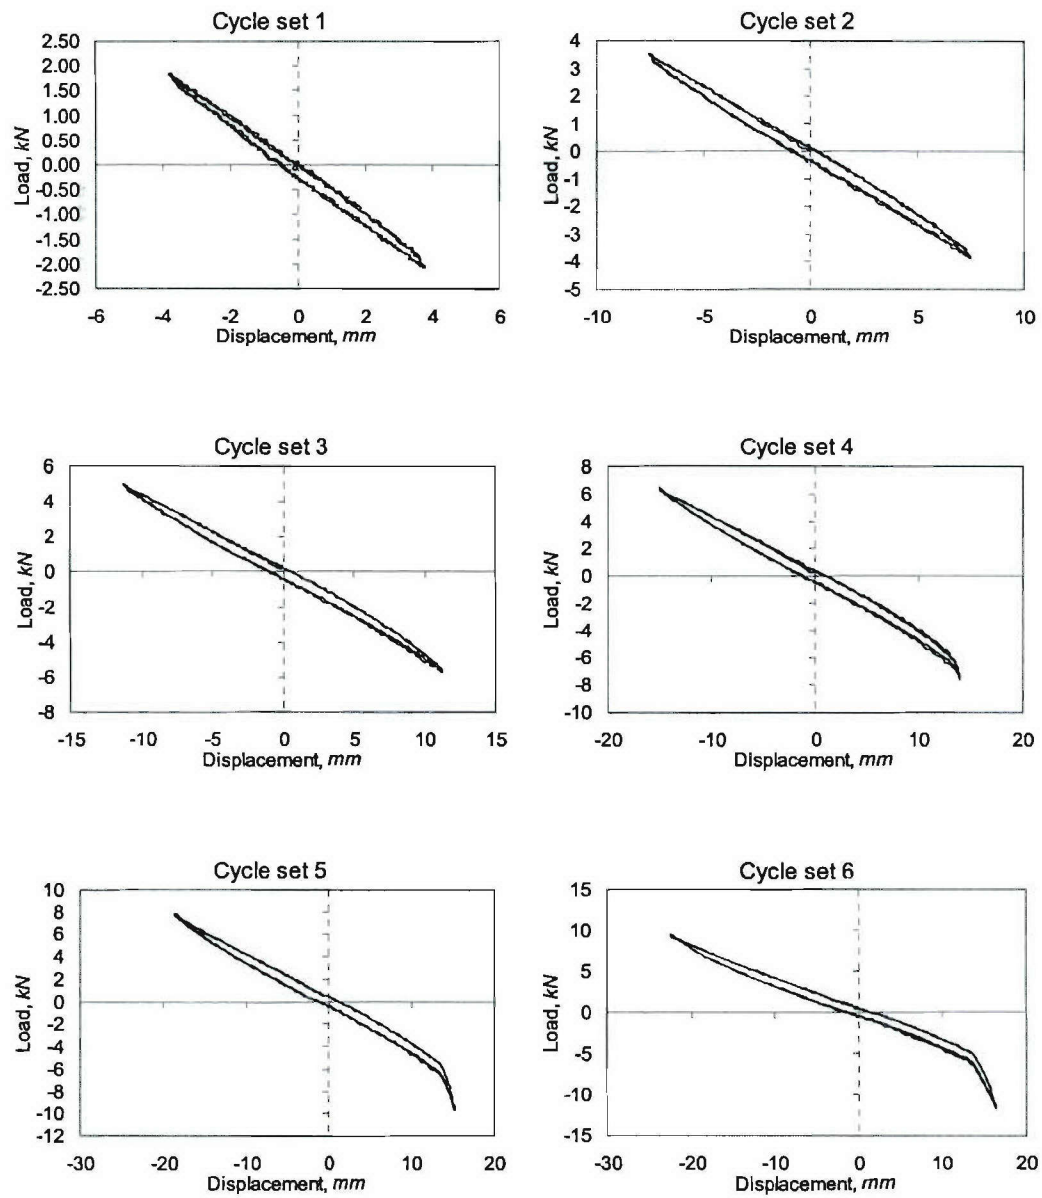 Cycle set 1
2.50
2.00
1.50
1.00
0.50
0.00
-0.50
-1.00
-1.50
-2.00
-2.50
Load, kN
-6 -4 -2 0 2 4 6
Displacement, mm
Cycle set 2
4
3
2
1
0
-1
-2
-3
-4
-5
Load, kN
-10 -5 0 5 10
Displacement, mm
Cycle set 3
6
4
2
0
-2
-4
-6
-8
Load, kN
-15 -10 -5 0 5 10 15
Displacement, mm
Cycle set 4
8
6
4
2
0
-2
-4
-6
-8
-10
Load, kN
-20 -10 0 10 20
Displacement, mm
Cycle set 5
10
8
6
4
2
0
-2
-4
-6
-8
-10
-12
Load, kN
-30 -20 -10 0 10 20
Displacement, mm
Cycle set 6
15
10
5
0
-5
-10
-15
Load, kN
-30 -20 -10 0 10 20
Displacement, mm